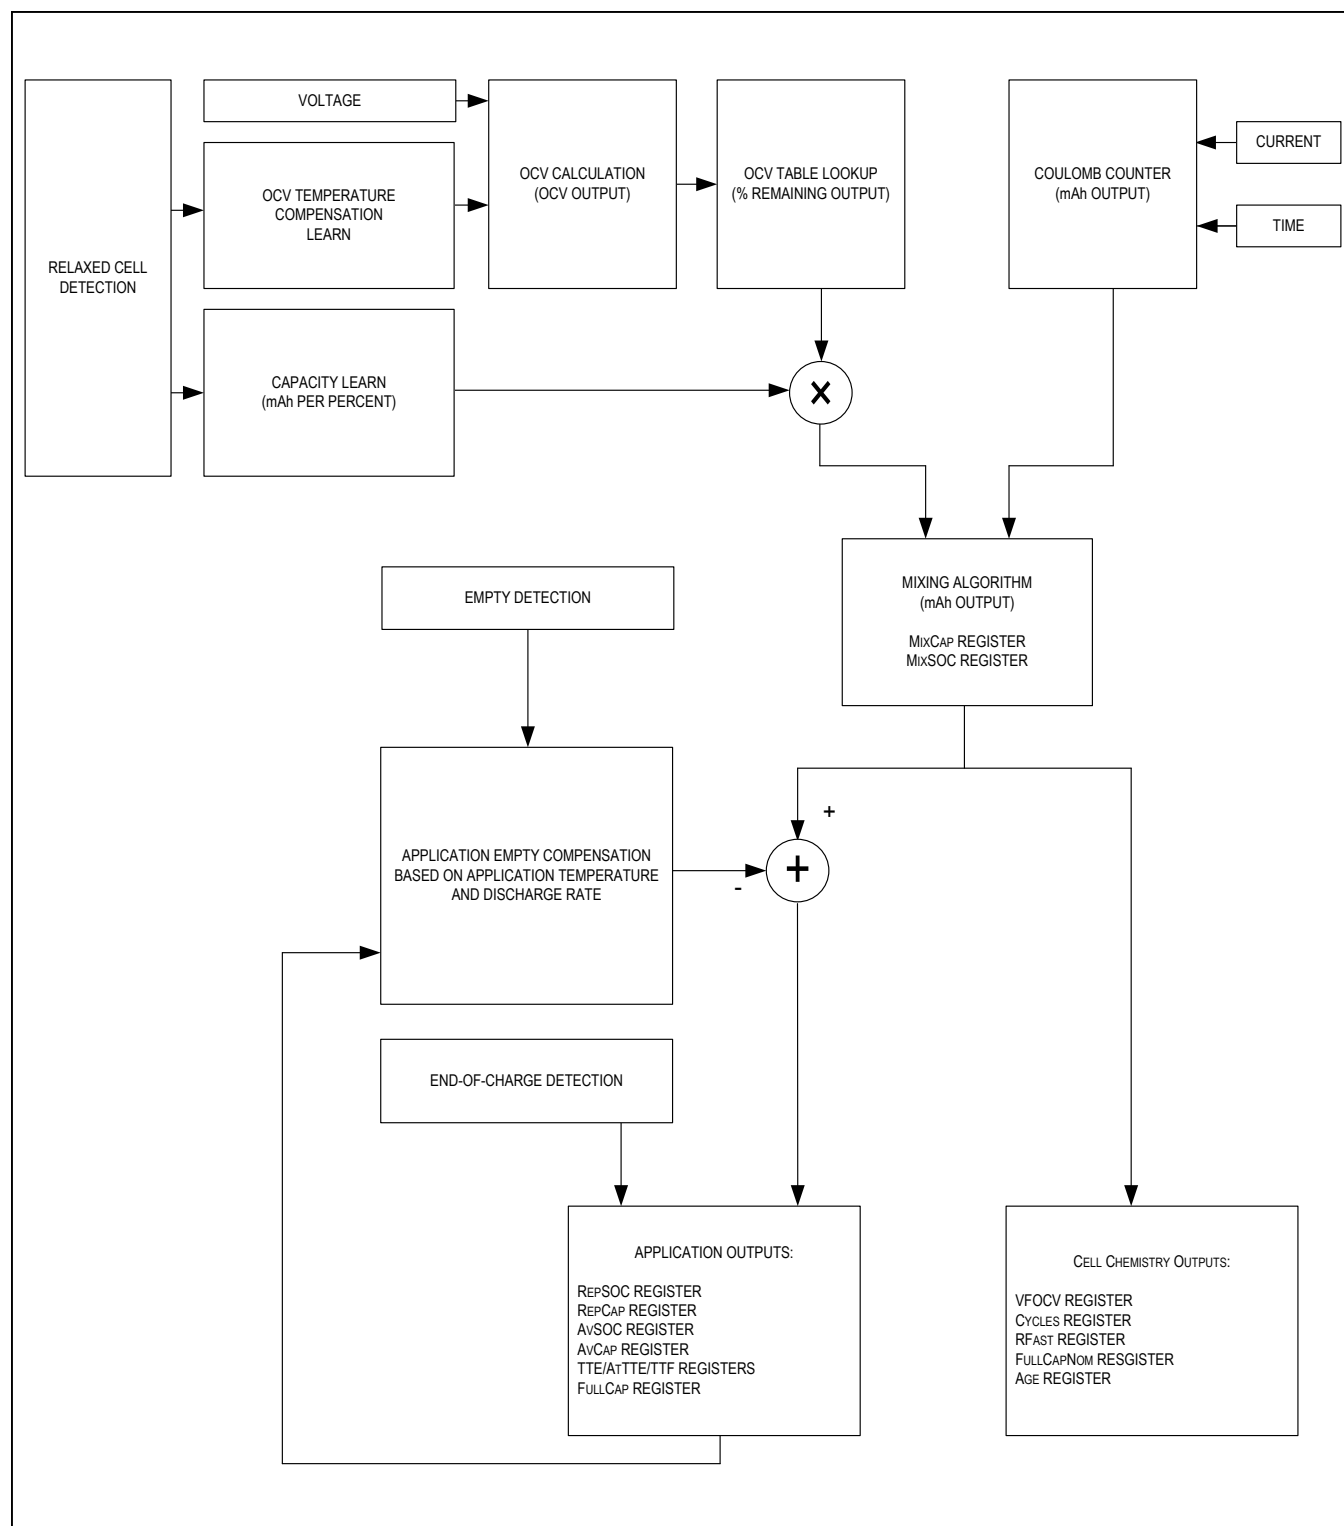 VOLTAGE
OCV TEMPERATURE
COMPENSATION
LEARN
OCV CALCULATION
(OCV OUTPUT)
OCV TABLE LOOKUP
(% REMAINING OUTPUT)
COULOMB COUNTER
(mAh OUTPUT)
CURRENT
TIME
RELAXED CELL
DETECTION
CAPACITY LEARN
(mAh PER PERCENT)
×
MIXING ALGORITHM
(mAh OUTPUT)
MIXCAP REGISTER
MIXSOC REGISTER
EMPTY DETECTION
+
APPLICATION EMPTY COMPENSATION
BASED ON APPLICATION TEMPERATURE
AND DISCHARGE RATE
-
+
END-OF-CHARGE DETECTION
APPLICATION OUTPUTS:
REPSOC REGISTER
REPCAP REGISTER
AVSOC REGISTER
AVCAP REGISTER
TTE/ATTTE/TTF REGISTERS
FULLCAP REGISTER
CELL CHEMISTRY OUTPUTS:
VFOCV REGISTER
CYCLES REGISTER
RFAST REGISTER
FULLCAPNOM RESGISTER
AGE REGISTER